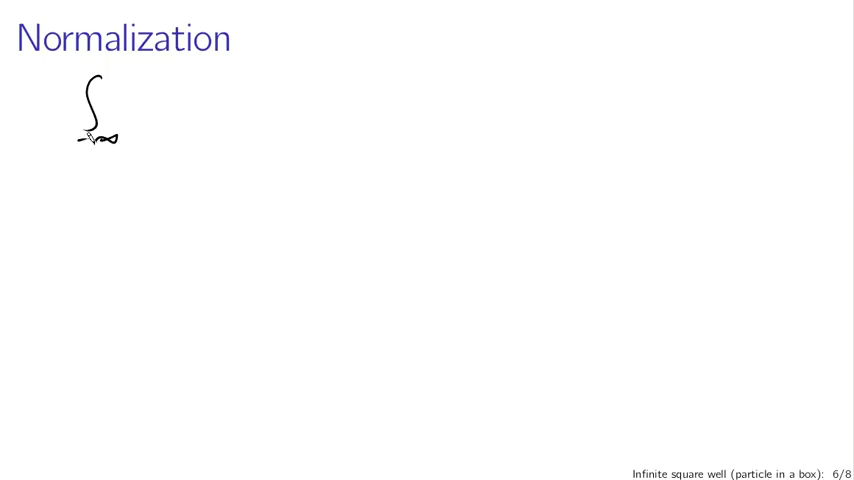 Normalization
∫
-∞
Infinite square well (particle in a box): 6/8